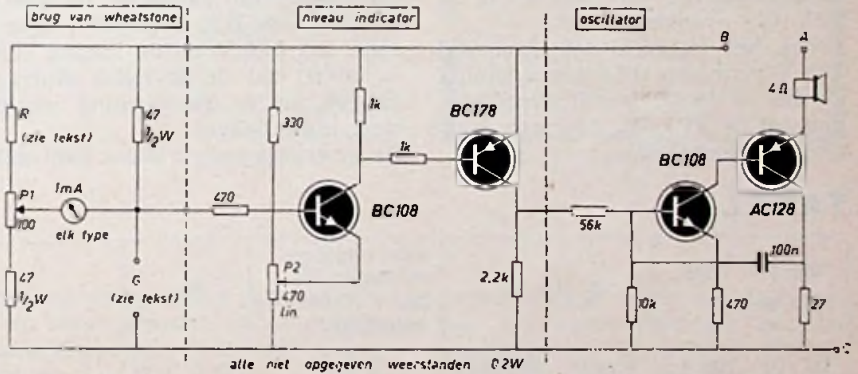 brug van wheatstone
niveau indicator
oscillator
B
A
R
(zie tekst)
47
1/2W
330
1k
BC178
4Ω
1k
BC108
P1
100
1mA
elk type
470
BC108
AC128
56k
100n
47
1/2W
G
(zie tekst)
P2
470
Lin.
2,2k
10k
470
27
C
alle niet opgegeven weerstanden 0.2W